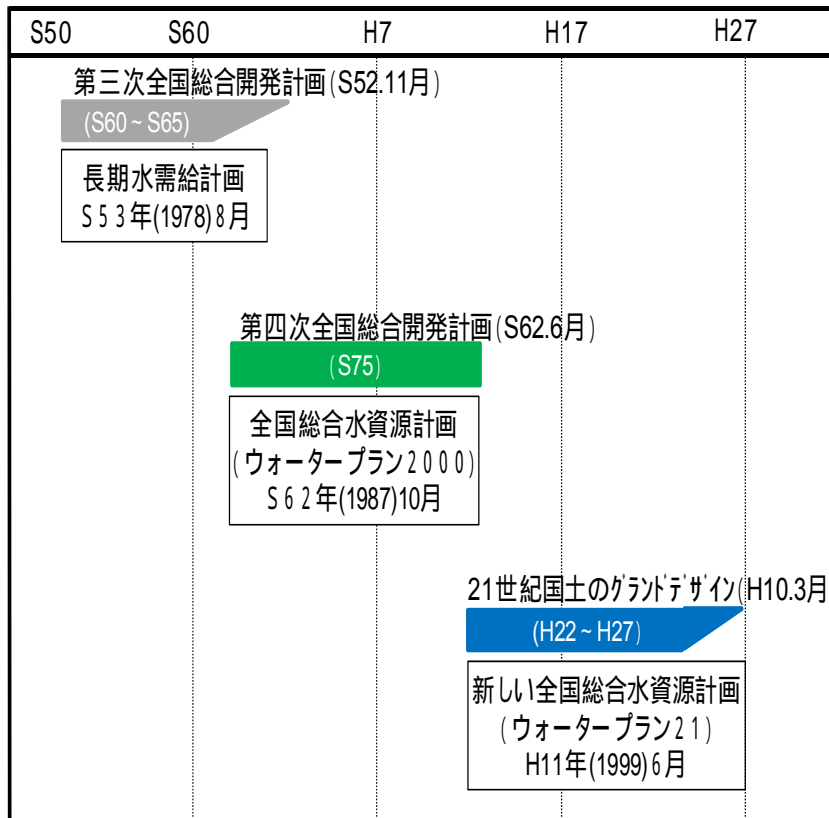 S50 S60 H7 H17 H27
第三次全国総合開発計画(S52.11月)
(S60~S65)
長期水需給計画
S53年(1978)8月
第四次全国総合開発計画(S62.6月)
(S75)
全国総合水資源計画
(ウォータープラン2000)
S62年(1987)10月
21世紀国土のグランドデザイン(H10.3月
(H22~H27)
新しい全国総合水資源計画
(ウォータープラン21)
H11年(1999)6月